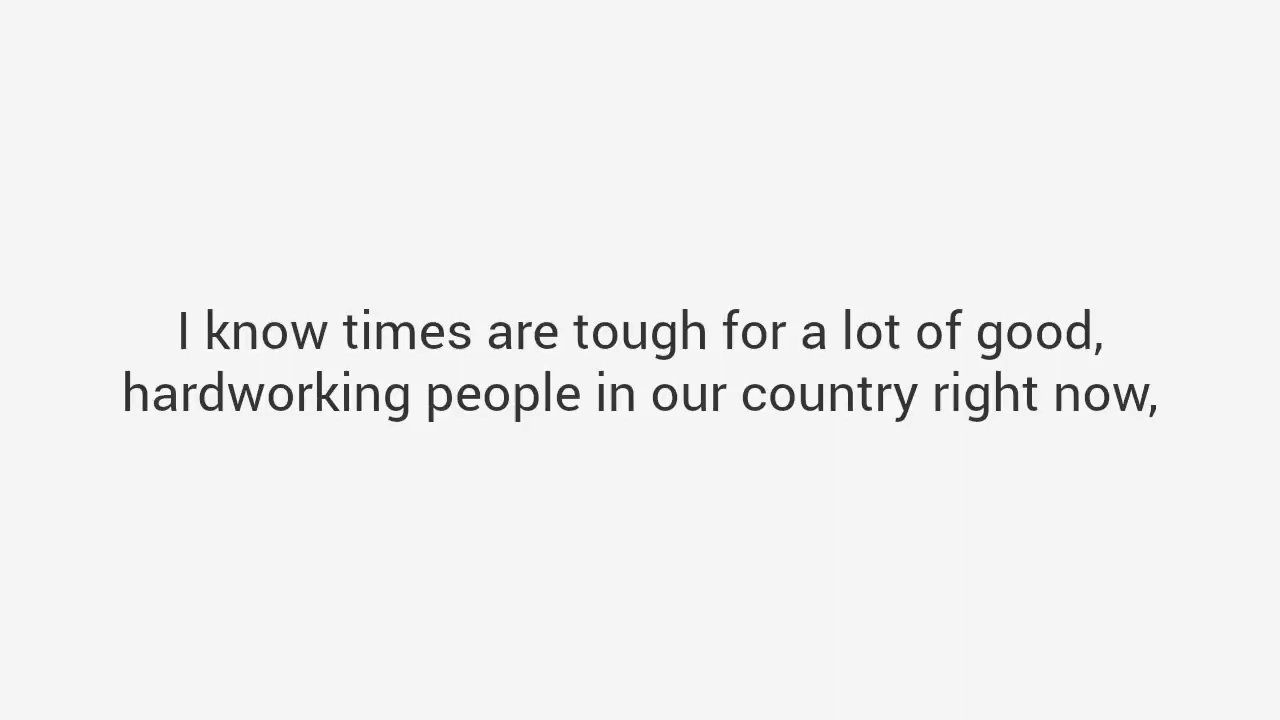 I know times are tough for a lot of good,
hardworking people in our country right now,